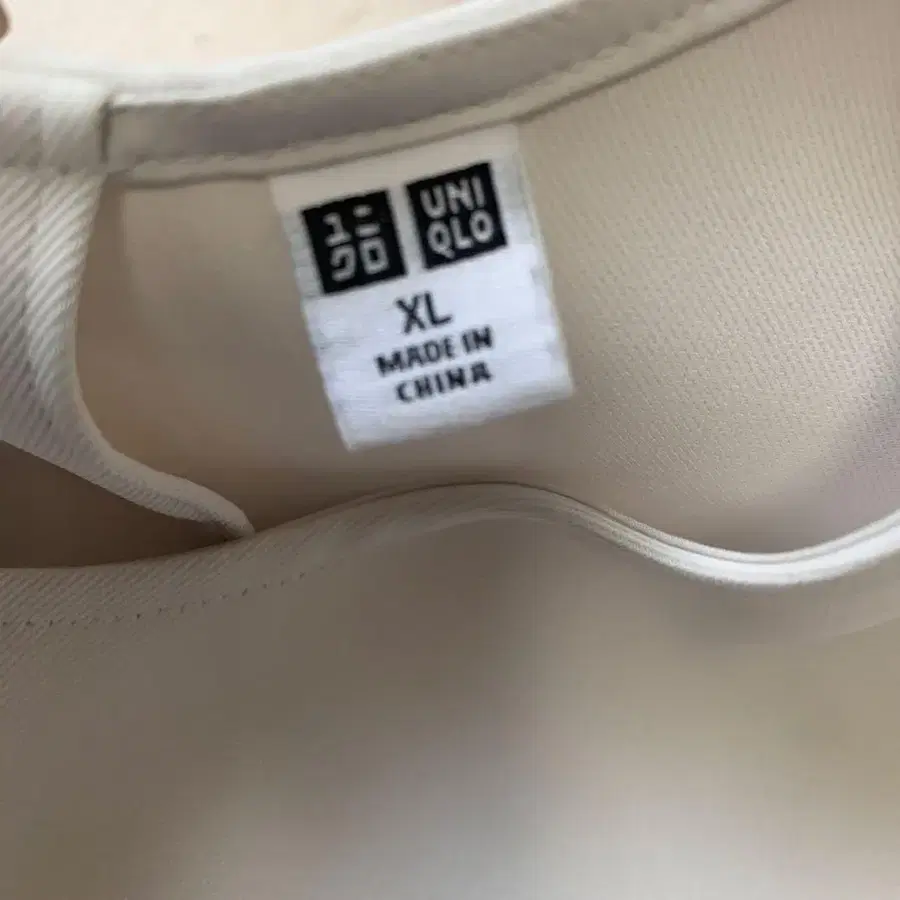 ユニ
クロ
UNI
QLO
XL
MADE IN
CHINA